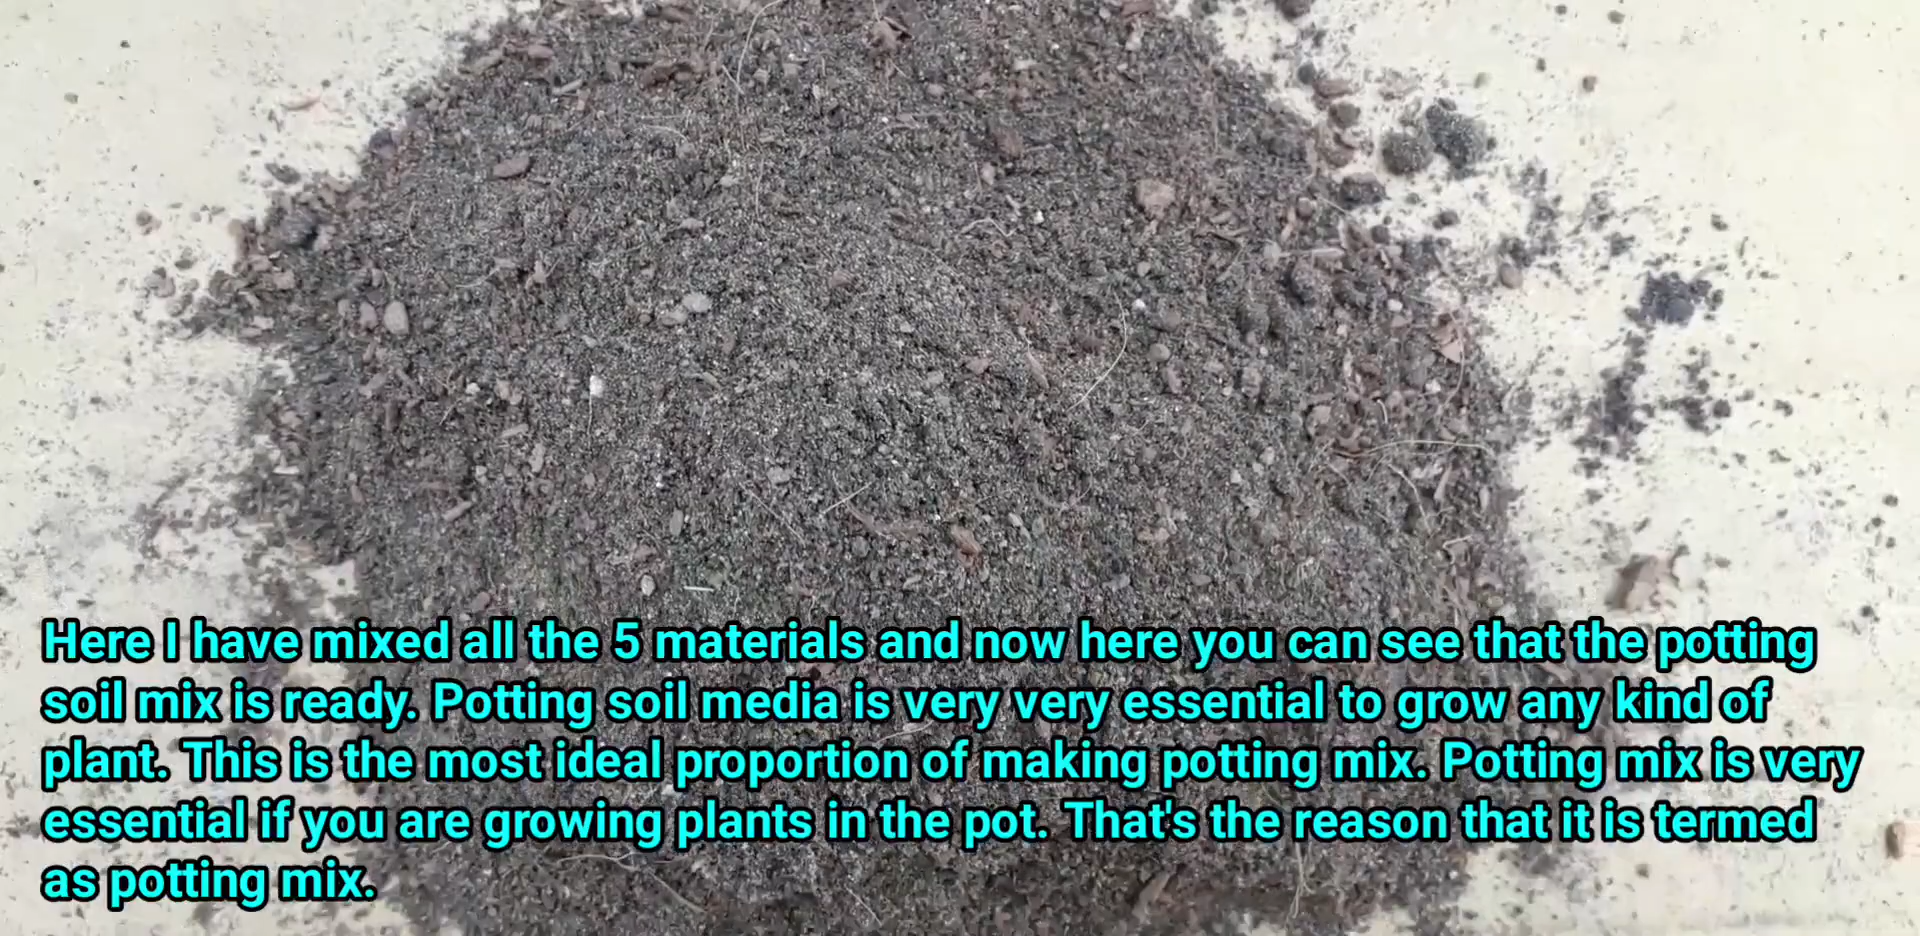 Here I have mixed all the 5 materials and now here you can see that the potting
soil mix is ready. Potting soil media is very very essential to grow any kind of
plant. This is the most ideal proportion of making potting mix. Potting mix is very
essential if you are growing plants in the pot. That's the reason that it is termed
as potting mix.